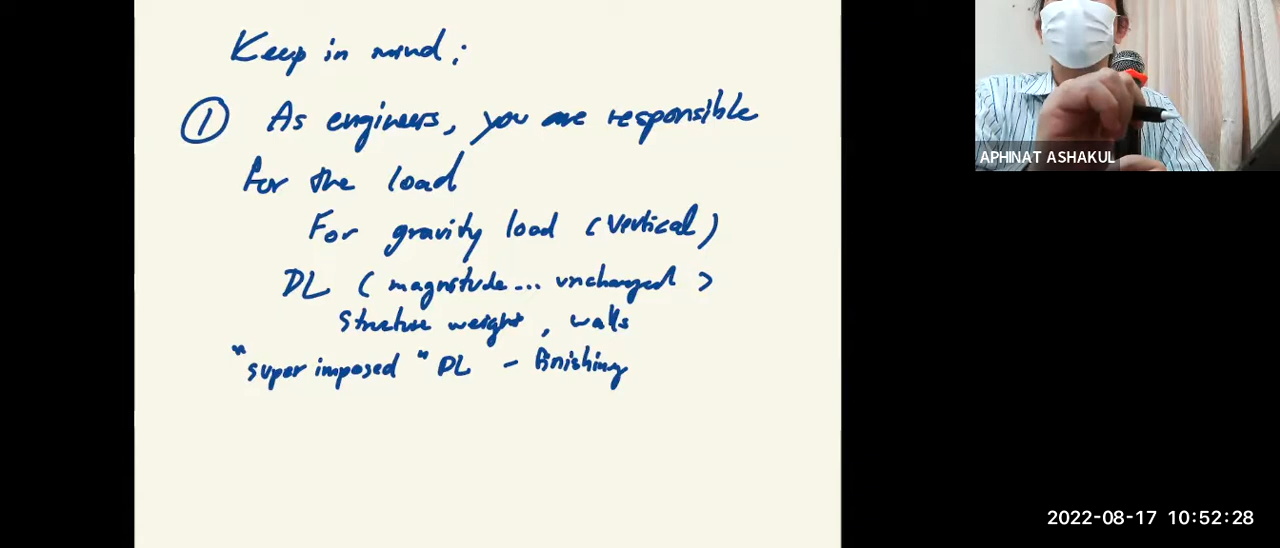 Keep in mind;
① As engineers, you are responsible
for the load
For gravity load (vertical)
DL (magnitude... unchanged)
Structure weight, walls
"super imposed" DL - finishing
APHINAT ASHAKUL
2022-08-17 10:52:28